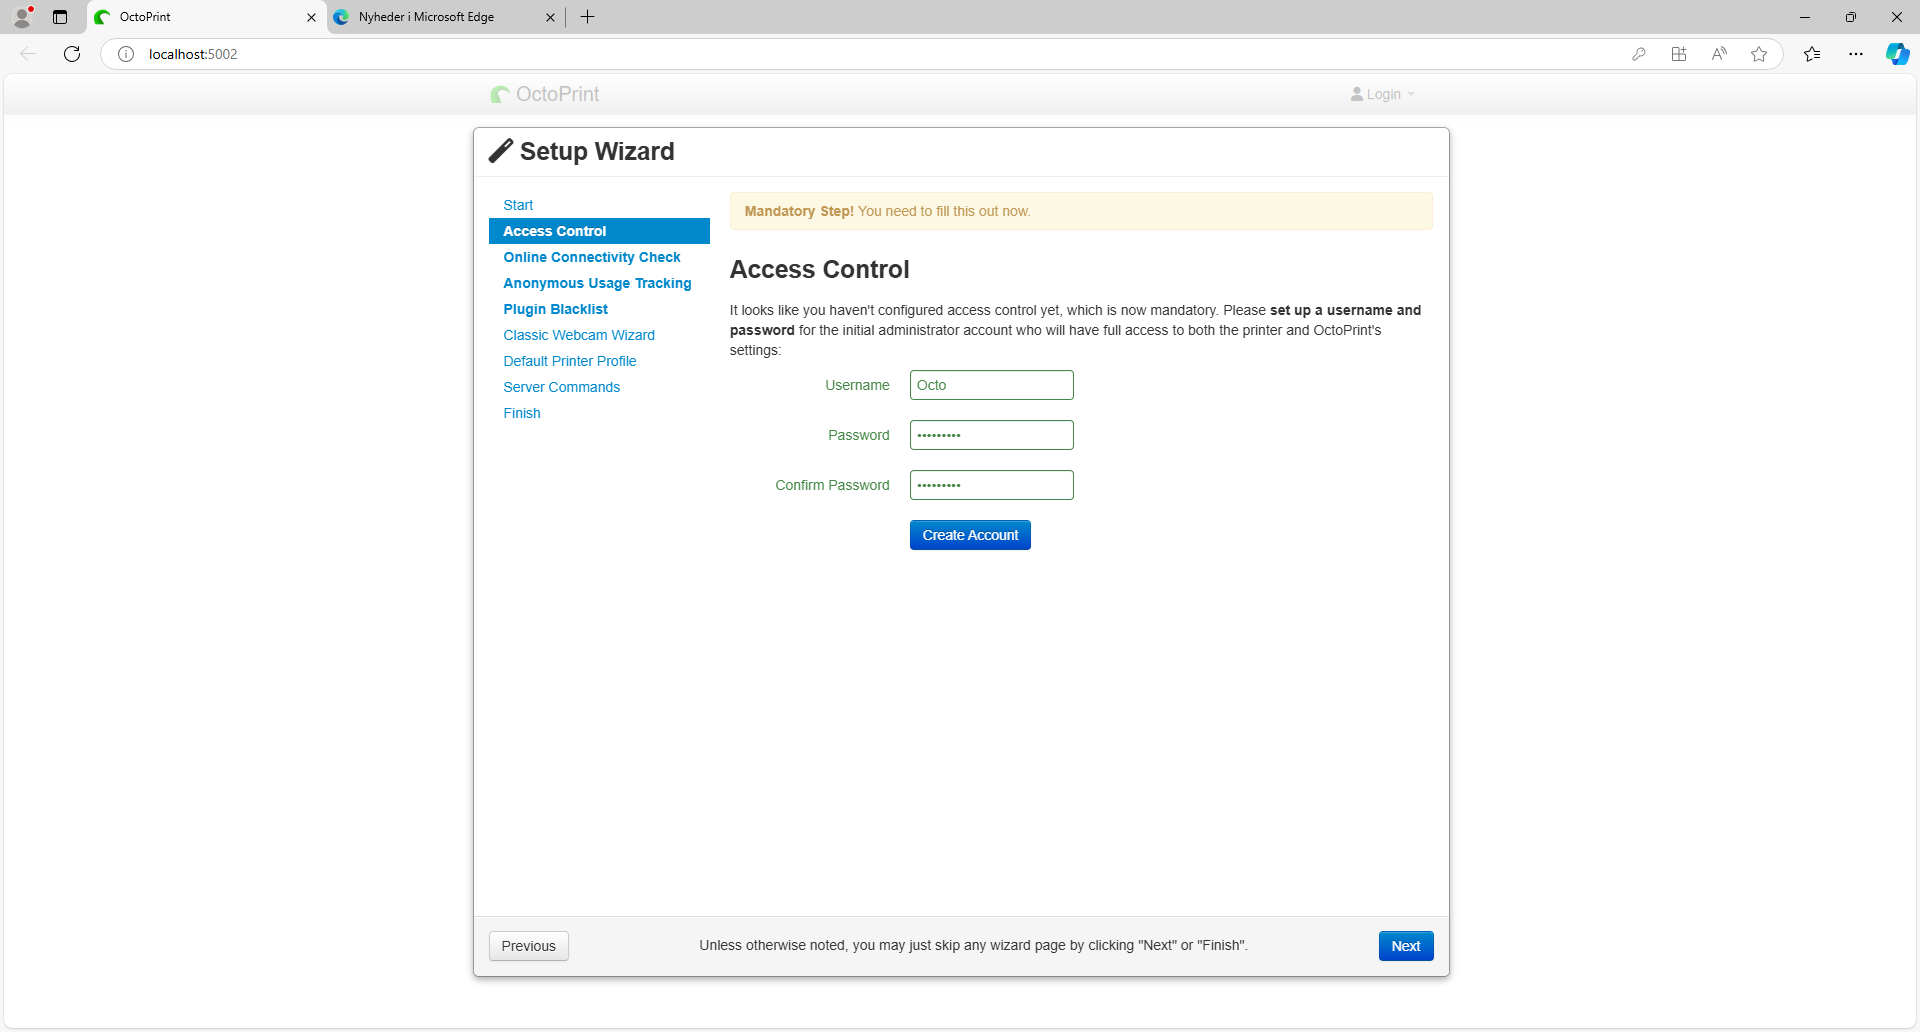 OctoPrint
Nyheder i Microsoft Edge
localhost:5002
OctoPrint
Login
Setup Wizard
Start
Access Control
Online Connectivity Check
Anonymous Usage Tracking
Plugin Blacklist
Classic Webcam Wizard
Default Printer Profile
Server Commands
Finish
Mandatory Step! You need to fill this out now.
Access Control
It looks like you haven't configured access control yet, which is now mandatory. Please set up a username and
password for the initial administrator account who will have full access to both the printer and OctoPrint's
settings:
Username
Octo
Password
•••••••••
Confirm Password
•••••••••
Create Account
Previous
Unless otherwise noted, you may just skip any wizard page by clicking "Next" or "Finish".
Next